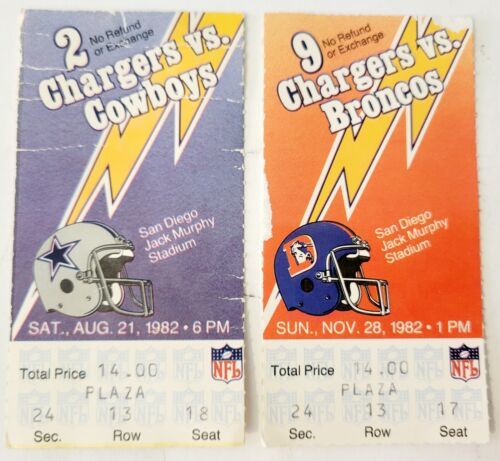 2
No Refund
or Exchange
Chargers vs.
Cowboys
San Diego
Jack Murphy
Stadium
SAT., AUG. 21, 1982 • 6 PM
Total Price 14.00
NFL
PLAZA
24 13 18
Sec. Row Seat
9
No Refund
or Exchange
Chargers vs.
Broncos
San Diego
Jack Murphy
Stadium
SUN., NOV. 28, 1982 • 1 PM
Total Price 14.00
NFL
PLAZA
24 13 17
Sec. Row Seat